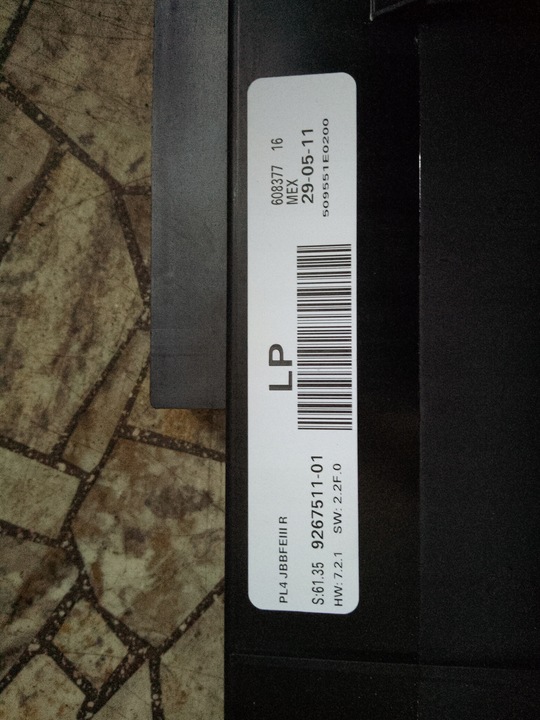 PL4 JBBFEIII R
S:61.35 9267511-01
HW: 7.2.1 SW: 2.2F.0
LP
608377 16
MEX
29-05-11
509551E0200